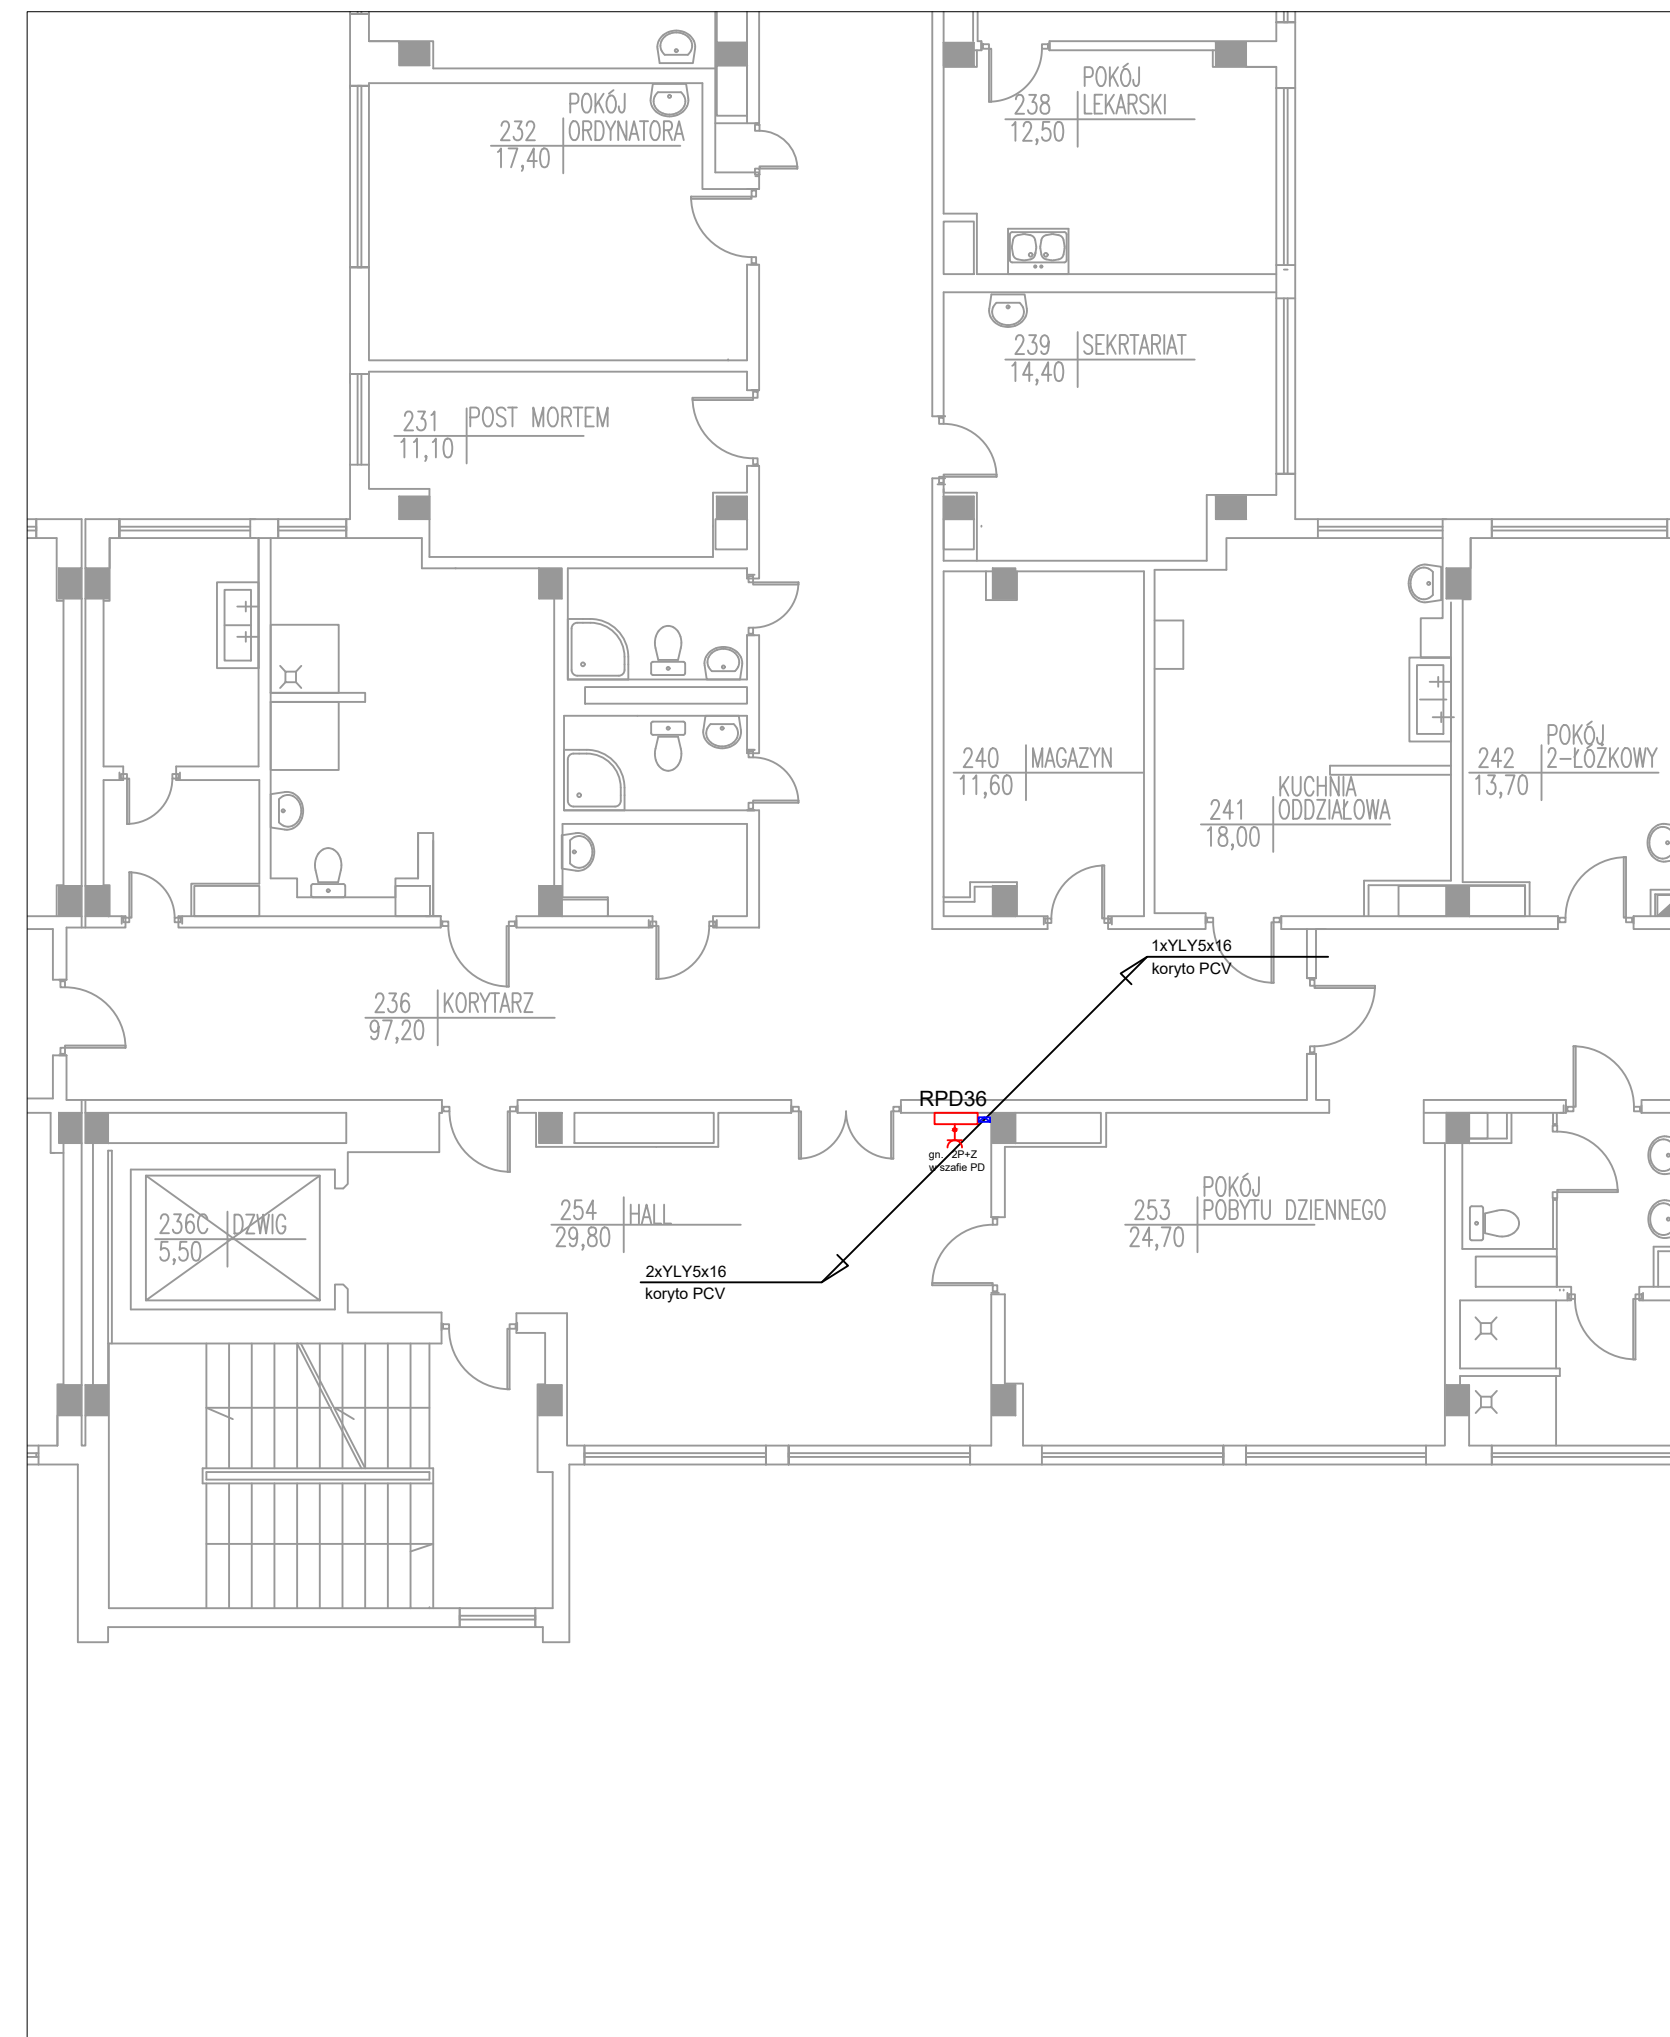 POKÓJ
232 ORDYNATORA
17,40
POKÓJ
238 LEKARSKI
12,50
239 SEKRTARIAT
14,40
231 POST MORTEM
11,10
240 MAGAZYN
11,60
KUCHNIA
241 ODDZIAŁOWA
18,00
POKÓJ
242 2-ŁÓŻKOWY
13,70
1xYLY5x16
koryto PCV
236 KORYTARZ
97,20
RPD36
gn. 2P+Z
w szafie PD
236C DZWIG
5,50
254 HALL
29,80
POKÓJ
253 POBYTU DZIENNEGO
24,70
2xYLY5x16
koryto PCV